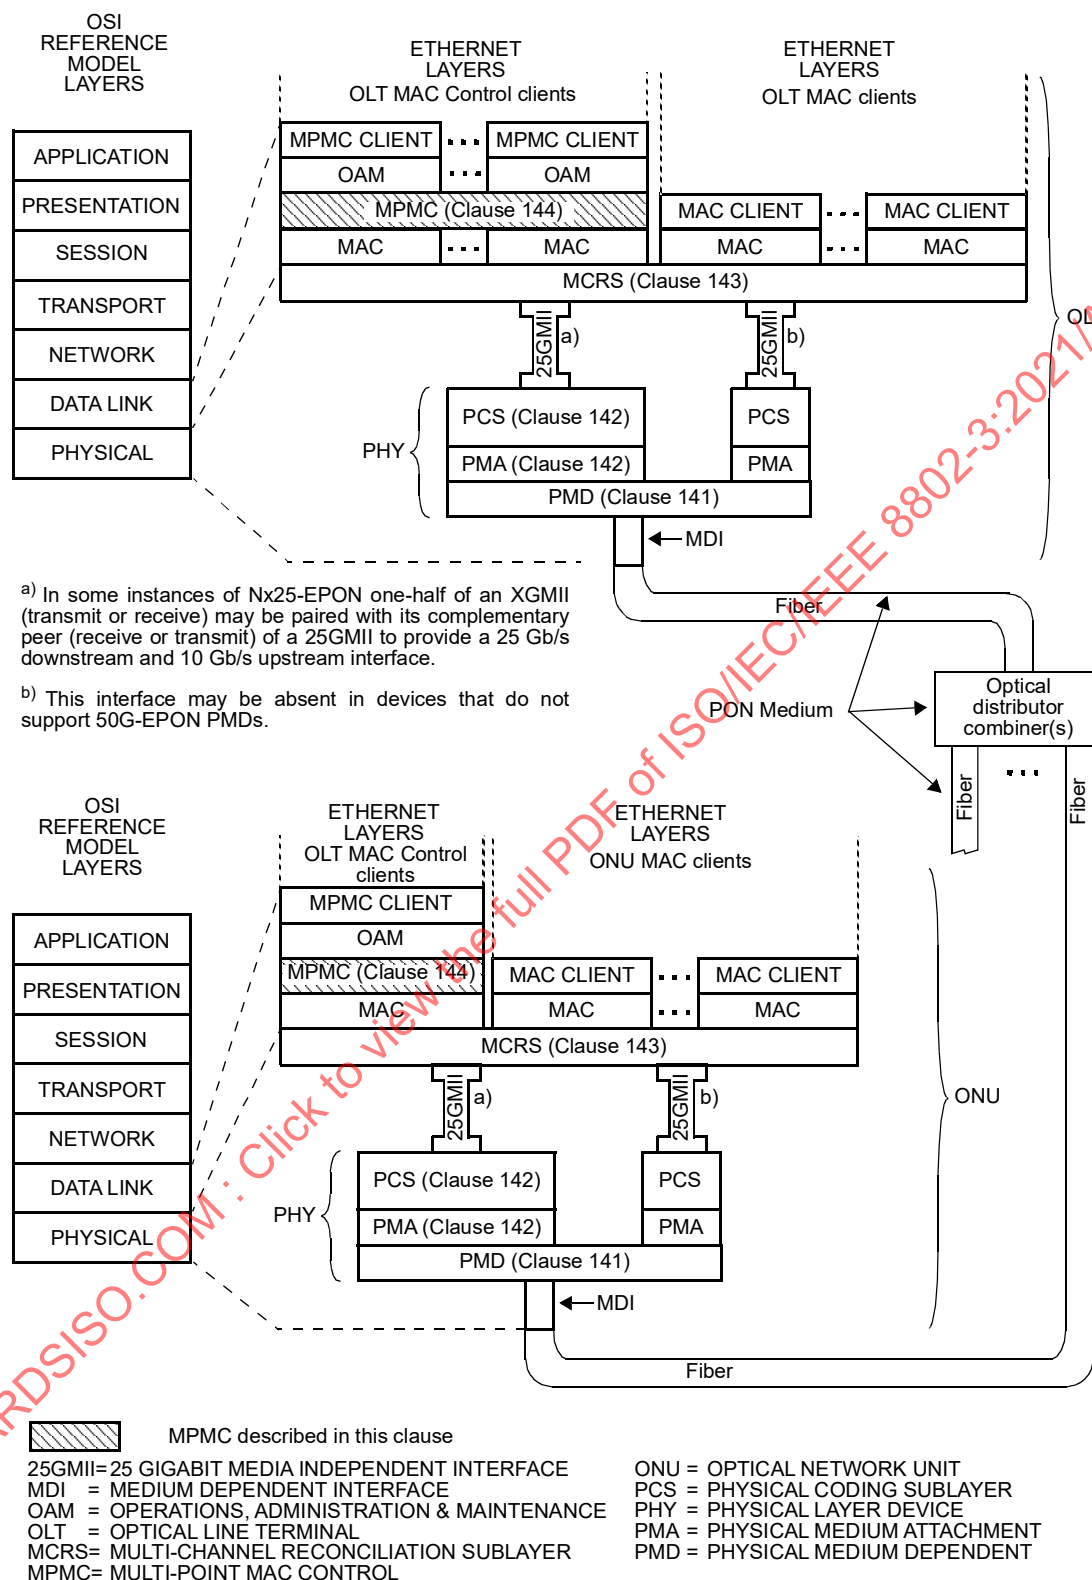 OSI
REFERENCE
MODEL
LAYERS
ETHERNET
LAYERS
OLT MAC Control clients
ETHERNET
LAYERS
OLT MAC clients
APPLICATION
PRESENTATION
SESSION
TRANSPORT
NETWORK
DATA LINK
PHYSICAL
MPMC CLIENT
MPMC CLIENT
OAM
OAM
MPMC (Clause 144)
MAC CLIENT
MAC CLIENT
MAC
MAC
MAC
MAC
MCRS (Clause 143)
25GMII
a)
25GMII
b)
OL
PHY
PCS (Clause 142)
PCS
PMA (Clause 142)
PMA
PMD (Clause 141)
MDI
a) In some instances of Nx25-EPON one-half of an XGMII
(transmit or receive) may be paired with its complementary
peer (receive or transmit) of a 25GMII to provide a 25 Gb/s
downstream and 10 Gb/s upstream interface.
b) This interface may be absent in devices that do not
support 50G-EPON PMDs.
Fiber
PON Medium
Optical
distributor
combiner(s)
Fiber
Fiber
OSI
REFERENCE
MODEL
LAYERS
ETHERNET
LAYERS
OLT MAC Control
clients
ETHERNET
LAYERS
ONU MAC clients
APPLICATION
PRESENTATION
SESSION
TRANSPORT
NETWORK
DATA LINK
PHYSICAL
MPMC CLIENT
OAM
MPMC (Clause 144)
MAC CLIENT
MAC CLIENT
MAC
MAC
MAC
MCRS (Clause 143)
25GMII
a)
25GMII
b)
ONU
PHY
PCS (Clause 142)
PCS
PMA (Clause 142)
PMA
PMD (Clause 141)
MDI
Fiber
MPMC described in this clause
25GMII= 25 GIGABIT MEDIA INDEPENDENT INTERFACE
MDI = MEDIUM DEPENDENT INTERFACE
OAM = OPERATIONS, ADMINISTRATION & MAINTENANCE
OLT = OPTICAL LINE TERMINAL
MCRS= MULTI-CHANNEL RECONCILIATION SUBLAYER
MPMC= MULTI-POINT MAC CONTROL
ONU = OPTICAL NETWORK UNIT
PCS = PHYSICAL CODING SUBLAYER
PHY = PHYSICAL LAYER DEVICE
PMA = PHYSICAL MEDIUM ATTACHMENT
PMD = PHYSICAL MEDIUM DEPENDENT
ARDSISO.COM : Click to view the full PDF of ISO/IEC/IEEE 8802-3:2021/